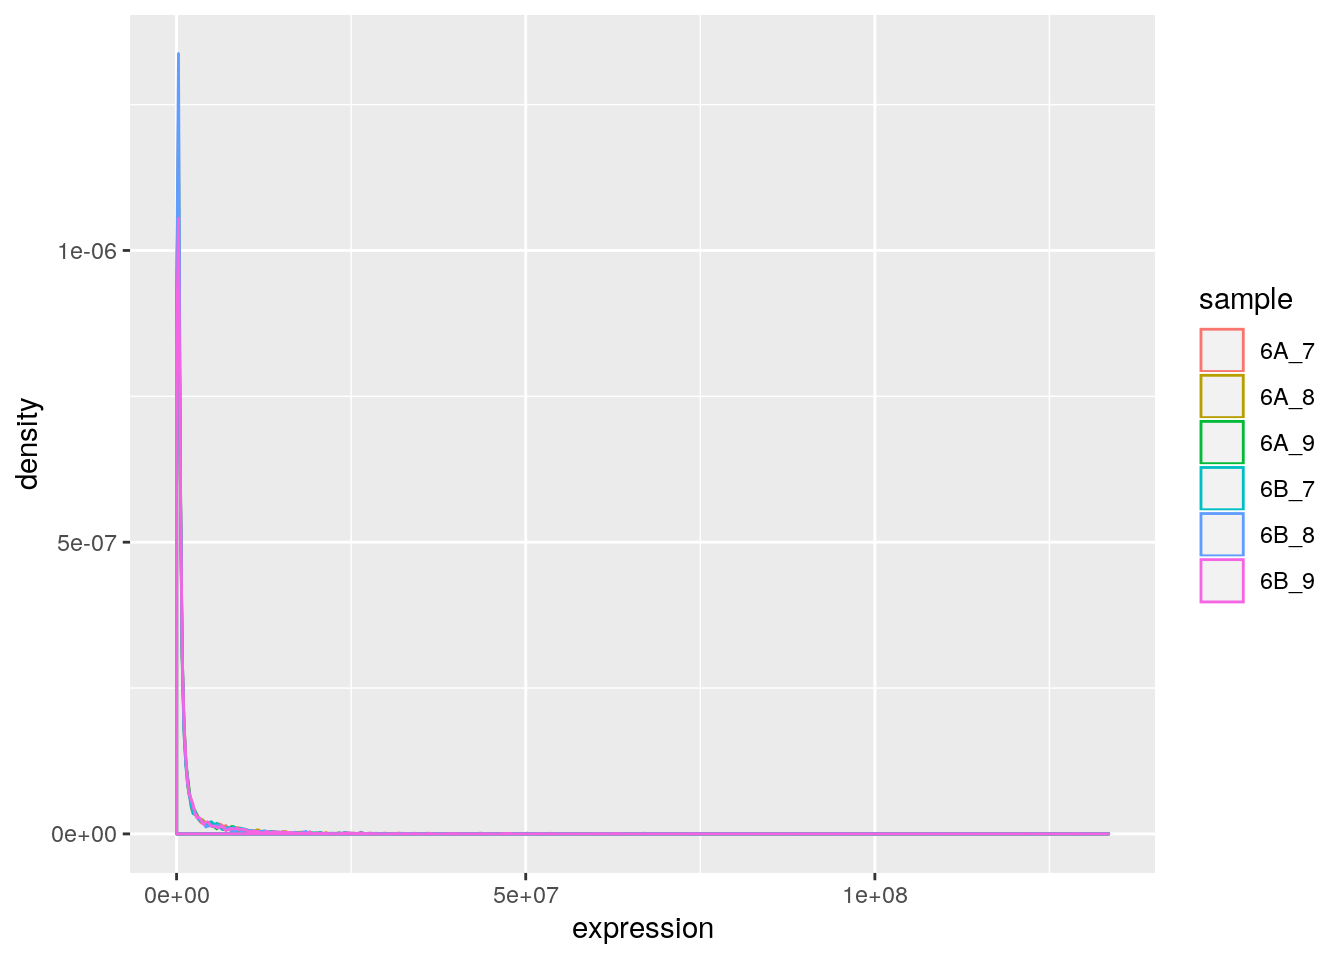 1e-06
5e-07
0e+00
density
0e+00
5e+07
1e+08
expression
sample
6A_7
6A_8
6A_9
6B_7
6B_8
6B_9